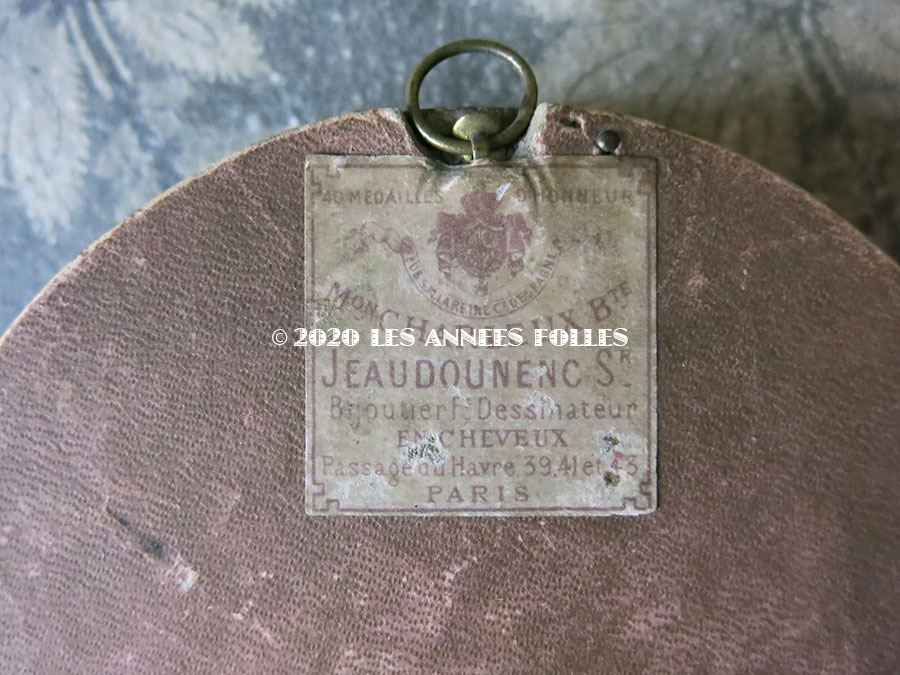 40 MEDAILLES D'HONNEUR
© 2020 LES ANNEES FOLLES
JEAUDOUNENC SR
Bijoutier Dessinateur
EN CHEVEUX
Passage du Havre 39,41 et 43
PARIS